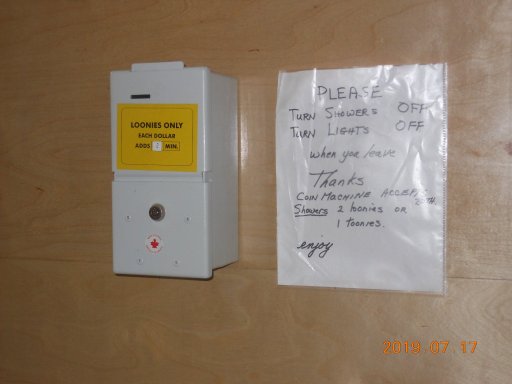 LOONIES ONLY
EACH DOLLAR
ADDS 2 MIN.
PLEASE
TURN SHOWERS OFF
TURN LIGHTS OFF
when you leave
Thanks
COIN MACHINE ACCEPTS
Showers 2 loonies OR
1 toonies.
enjoy
2019-07-17